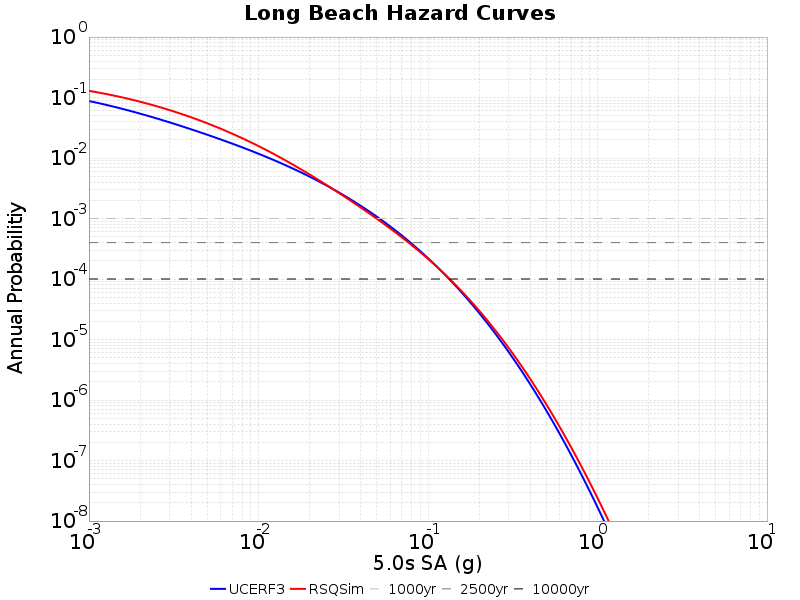 Long Beach Hazard Curves
10^0
10^-1
10^-2
10^-3
10^-4
10^-5
10^-6
10^-7
10^-8
Annual Probabilitiy
10^-3 10^-2 10^-1 10^0 10^1
5.0s SA (g)
UCERF3 RSQSim 1000yr 2500yr 10000yr